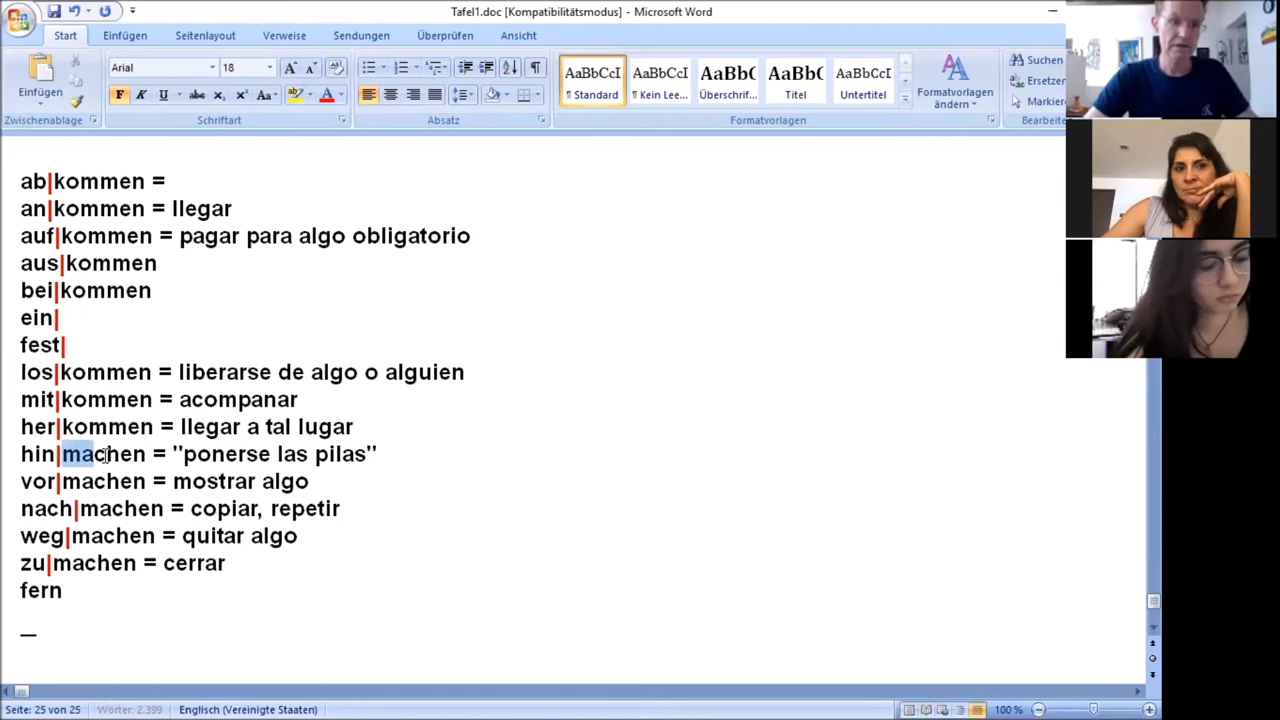 Tafel1.doc [Kompatibilitätsmodus] - Microsoft Word
Start Einfügen Seitenlayout Verweise Sendungen Überprüfen Ansicht
Arial 18 Suchen
Ersetzen
Einfügen F K U abe x₂ x² Aa AaBbCcI AaBbCcI AaBbC AaBbC AaBbCcI Formatvorlagen ändern
¶ Standard ¶ Kein Lee... Überschrif... Titel Untertitel
Zwischenablage Schriftart Absatz Formatvorlagen
ab|kommen =
an|kommen = llegar
auf|kommen = pagar para algo obligatorio
aus|kommen
bei|kommen
ein|
fest|
los|kommen = liberarse de algo o alguien
mit|kommen = acompanar
her|kommen = llegar a tal lugar
hin|machen = "ponerse las pilas"
vor|machen = mostrar algo
nach|machen = copiar, repetir
weg|machen = quitar algo
zu|machen = cerrar
fern
Seite: 25 von 25 Wörter: 2.399 Englisch (Vereinigte Staaten) 100 %